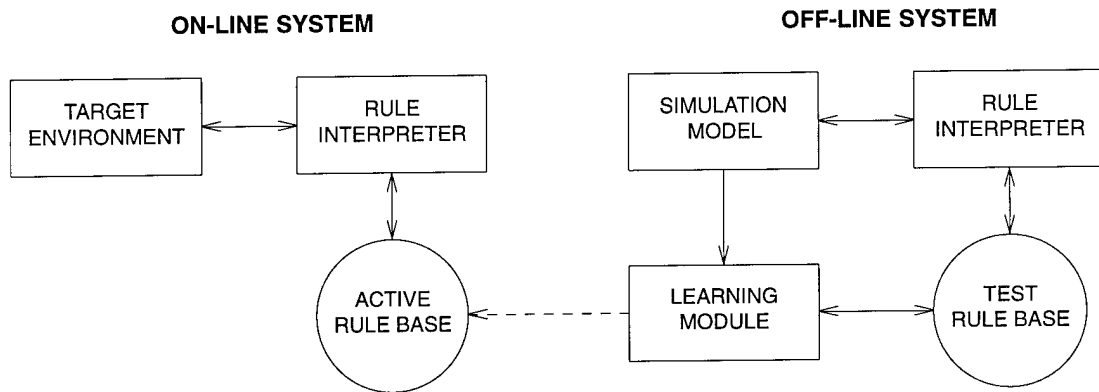 ON-LINE SYSTEM
OFF-LINE SYSTEM
TARGET
ENVIRONMENT
RULE
INTERPRETER
SIMULATION
MODEL
RULE
INTERPRETER
ACTIVE
RULE BASE
LEARNING
MODULE
TEST
RULE BASE